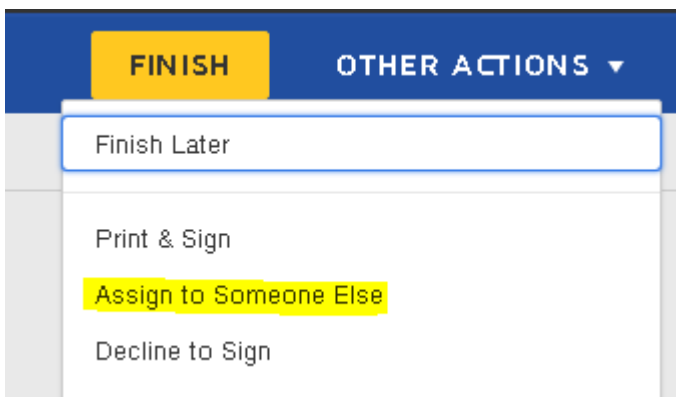 FINISH OTHER ACTIONS ▼
Finish Later
Print & Sign
Assign to Someone Else
Decline to Sign